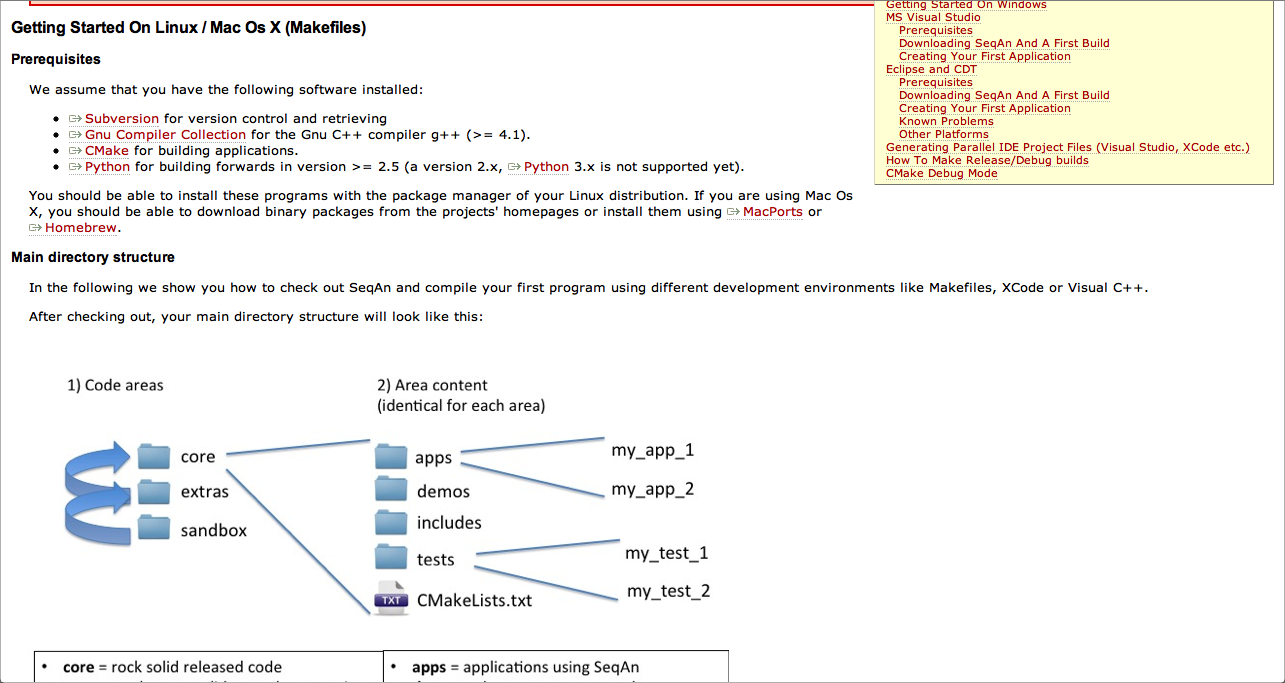 Getting Started On Linux / Mac Os X (Makefiles)
Prerequisites
We assume that you have the following software installed:
• Subversion for version control and retrieving
• Gnu Compiler Collection for the Gnu C++ compiler g++ (>= 4.1).
• CMake for building applications.
• Python for building forwards in version >= 2.5 (a version 2.x, Python 3.x is not supported yet).
You should be able to install these programs with the package manager of your Linux distribution. If you are using Mac Os
X, you should be able to download binary packages from the projects' homepages or install them using MacPorts or
Homebrew.
Getting Started On Windows
MS Visual Studio
Prerequisites
Downloading SeqAn And A First Build
Creating Your First Application
Eclipse and CDT
Prerequisites
Downloading SeqAn And A First Build
Creating Your First Application
Known Problems
Other Platforms
Generating Parallel IDE Project Files (Visual Studio, XCode etc.)
How To Make Release/Debug builds
CMake Debug Mode
Main directory structure
In the following we show you how to check out SeqAn and compile your first program using different development environments like Makefiles, XCode or Visual C++.
After checking out, your main directory structure will look like this:
1) Code areas
core
extras
sandbox
2) Area content
(identical for each area)
apps
demos
includes
tests
TXT CMakeLists.txt
my_app_1
my_app_2
my_test_1
my_test_2
• core = rock solid released code
• apps = applications using SeqAn